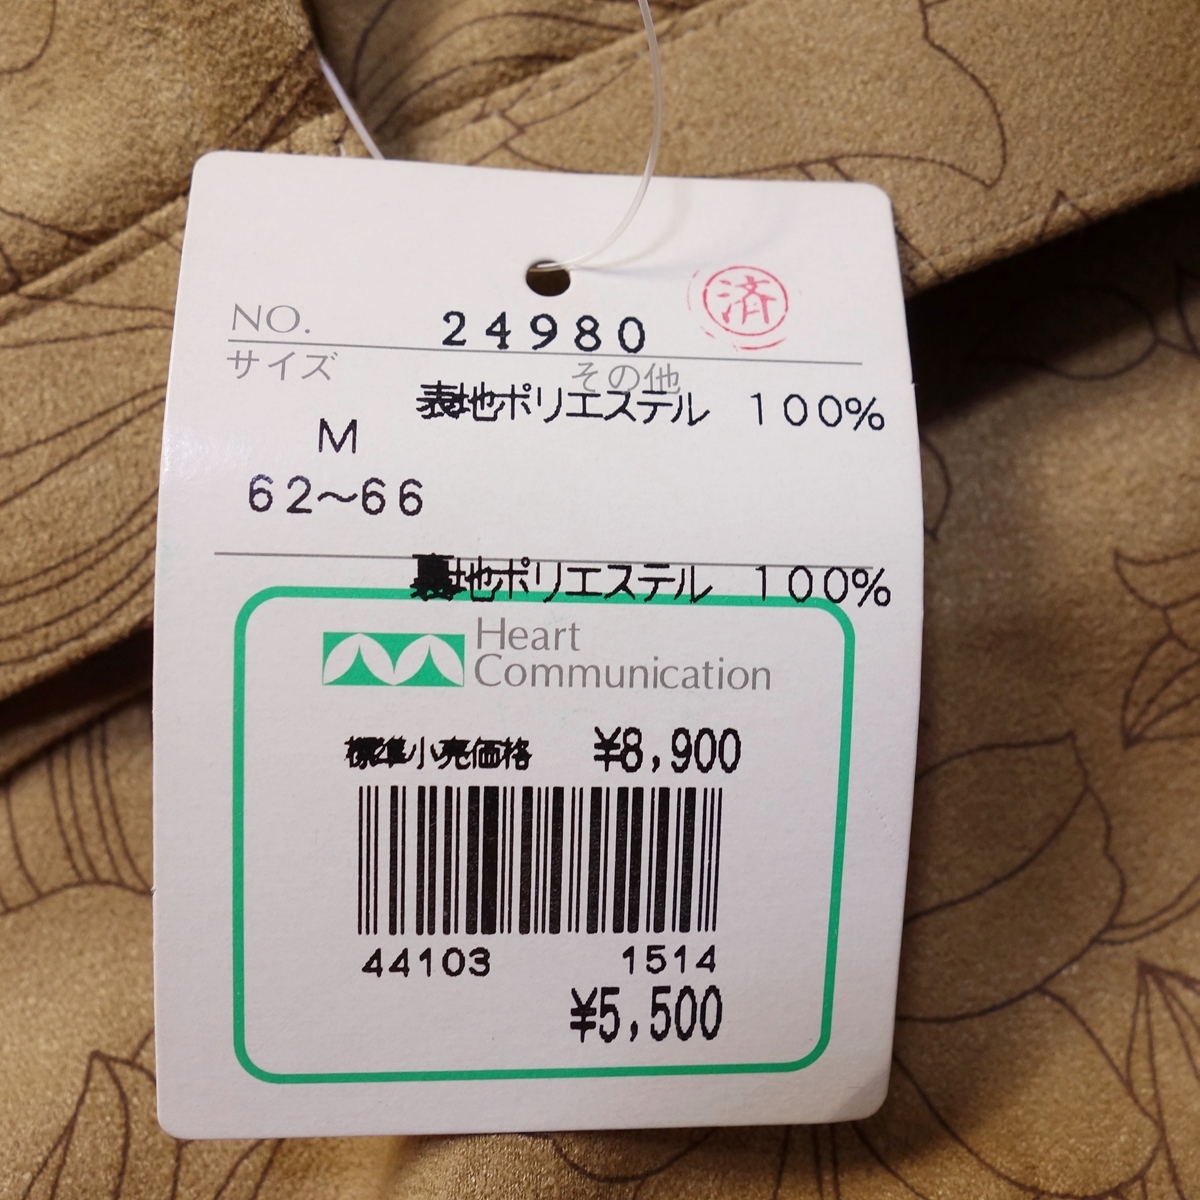 NO. 24980 済
サイズ その他
表地ポリエステル 100%
M
62～66
裏地ポリエステル 100%
Heart
Communication
標準小売価格 ¥8,900
44103 1514
¥5,500